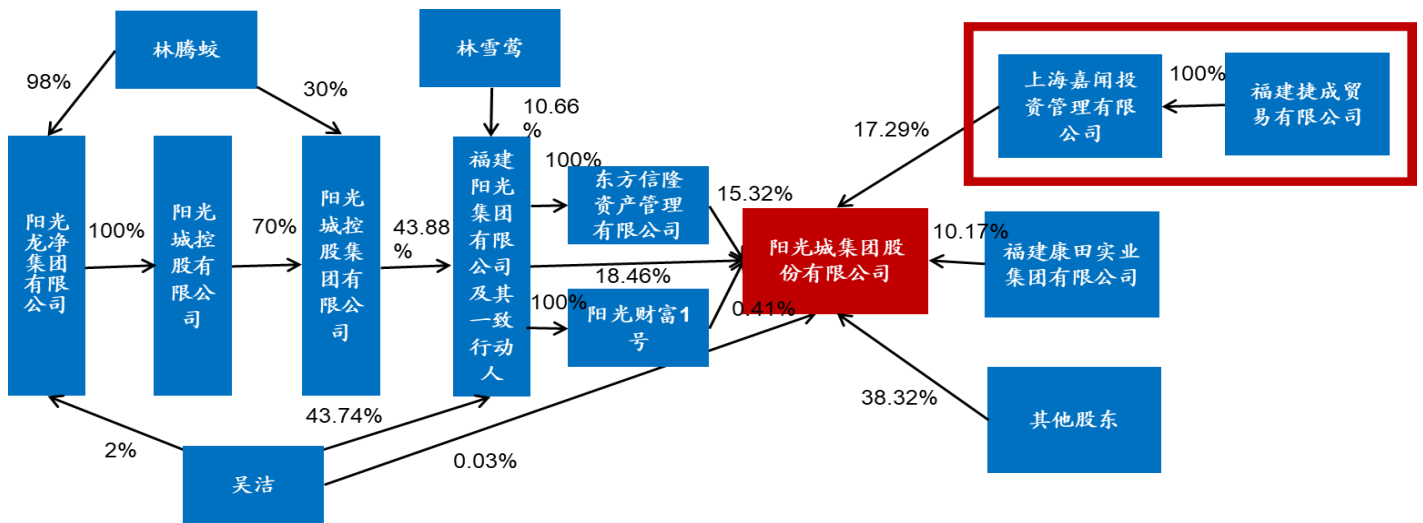 林腾蛟
林雪莺
98%
30%
10.66
%
上海嘉闻投
资管理有限
公司
100%
福建捷成贸
易有限公司
17.29%
阳光
龙净
集团
有限
公司
100%
阳光
城控
股有
限公
司
70%
阳光
城控
股集
团有
限公
司
43.88
%
福建
阳光
集团
有限
公司
及其
一致
行动
人
100%
东方信隆
资产管理
有限公司
15.32%
18.46%
100%
阳光财富1
号
0.41%
阳光城集团股
份有限公司
10.17%
福建康田实业
集团有限公司
38.32%
其他股东
2%
43.74%
0.03%
吴洁